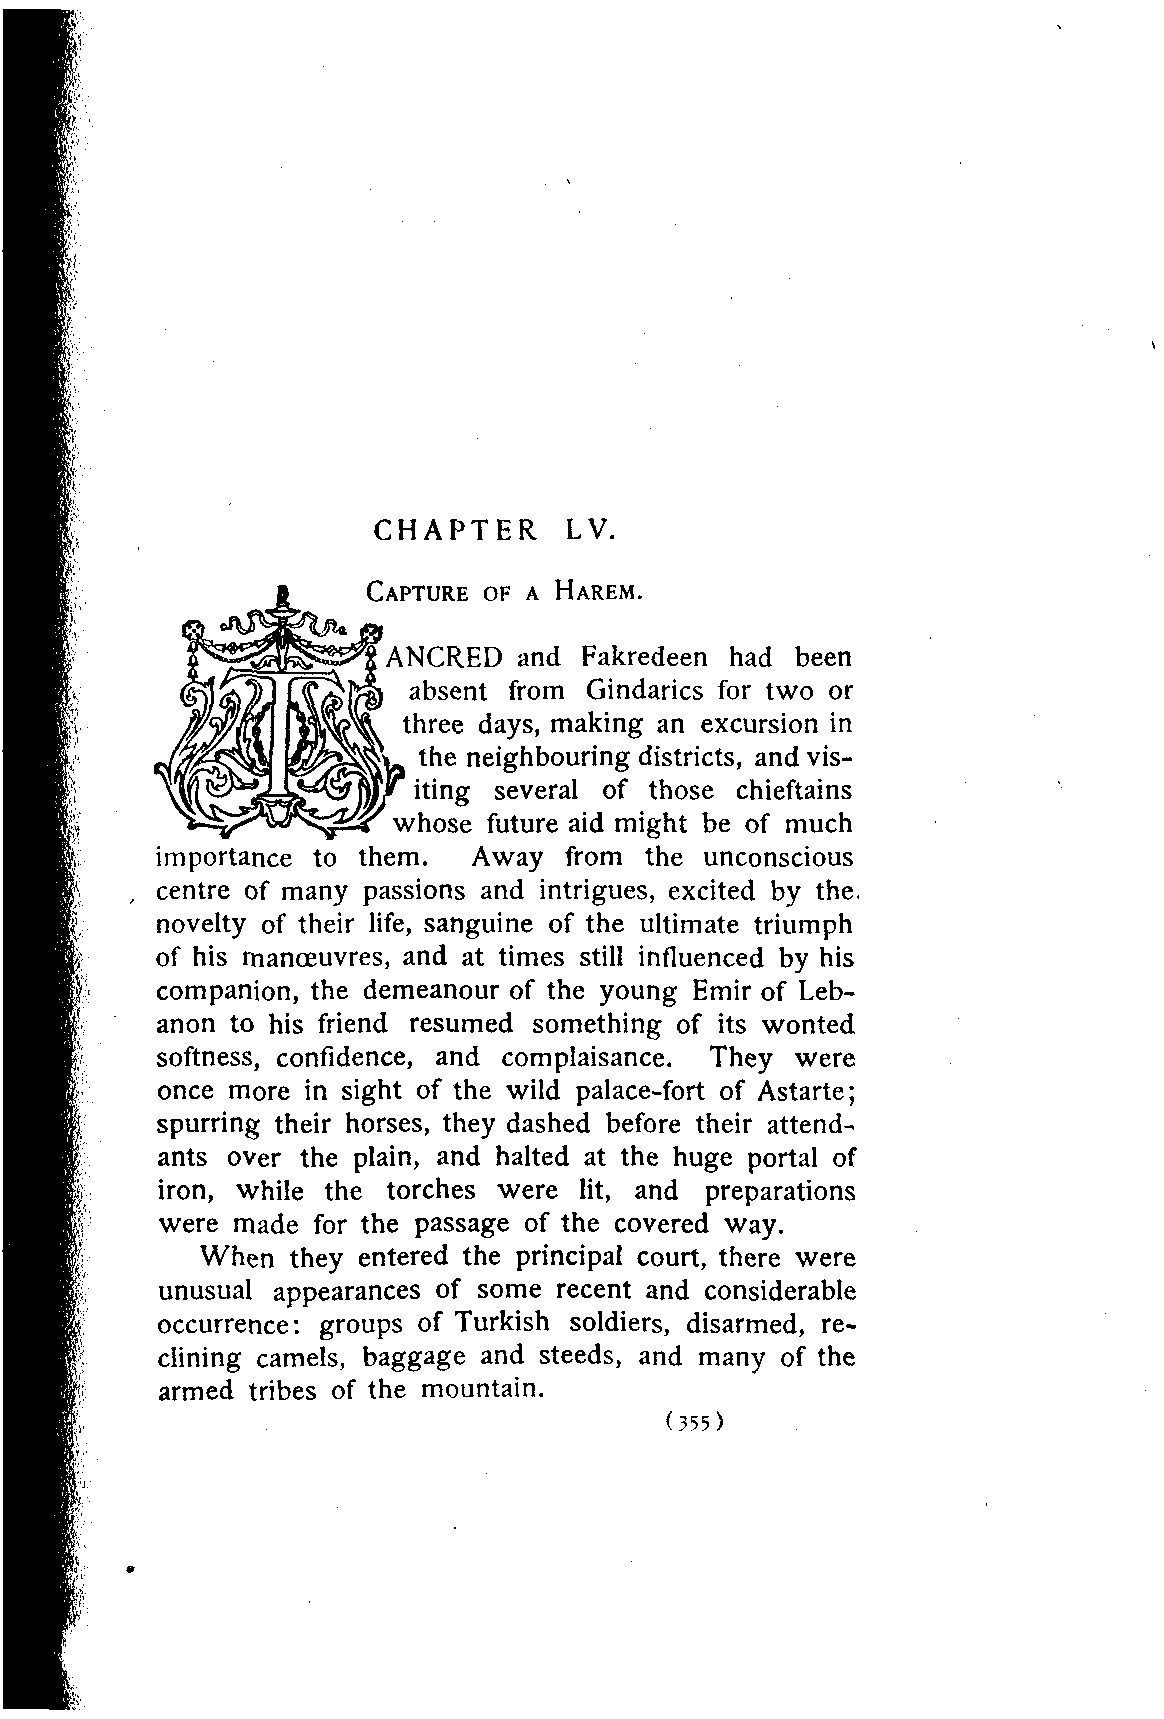 CHAPTER LV.
CAPTURE OF A HAREM.
TANCRED and Fakredeen had been
absent from Gindarics for two or
three days, making an excursion in
the neighbouring districts, and vis-
iting several of those chieftains
whose future aid might be of much
importance to them. Away from the unconscious
centre of many passions and intrigues, excited by the
novelty of their life, sanguine of the ultimate triumph
of his manœuvres, and at times still influenced by his
companion, the demeanour of the young Emir of Leb-
anon to his friend resumed something of its wonted
softness, confidence, and complaisance. They were
once more in sight of the wild palace-fort of Astarte;
spurring their horses, they dashed before their attend-
ants over the plain, and halted at the huge portal of
iron, while the torches were lit, and preparations
were made for the passage of the covered way.
When they entered the principal court, there were
unusual appearances of some recent and considerable
occurrence: groups of Turkish soldiers, disarmed, re-
clining camels, baggage and steeds, and many of the
armed tribes of the mountain.
(355)